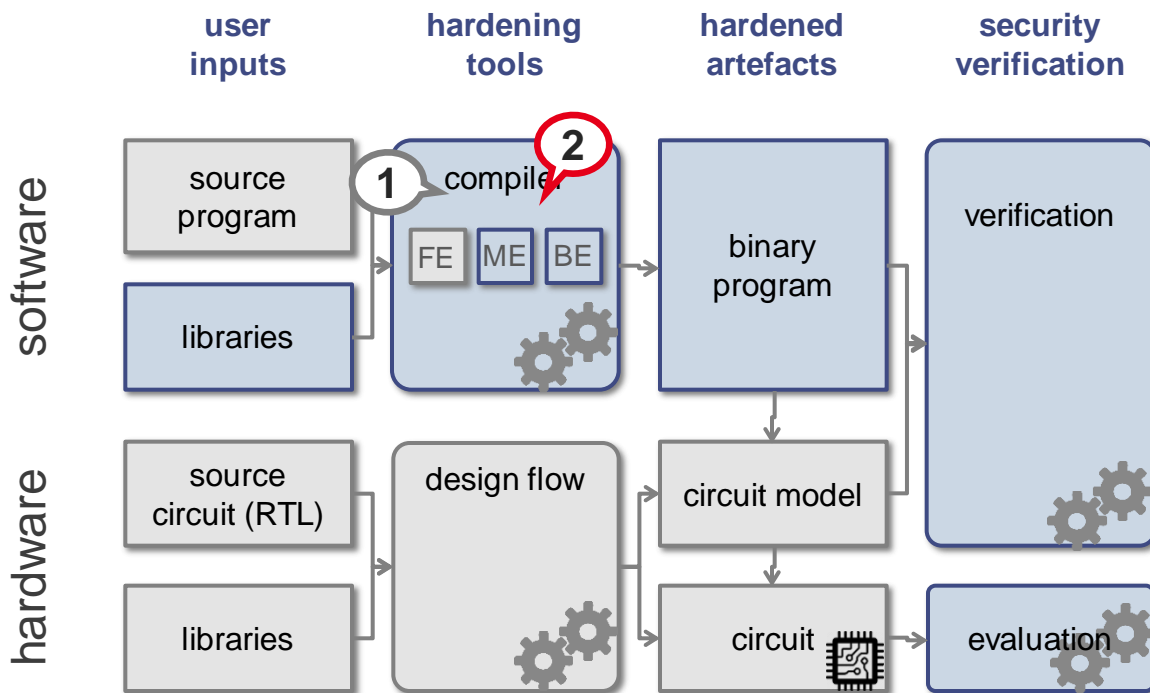 user
inputs
hardening
tools
hardened
artefacts
security
verification
software
source
program
libraries
1
2
compiler
FE
ME
BE
binary
program
verification
hardware
source
circuit (RTL)
libraries
design flow
circuit model
circuit
evaluation